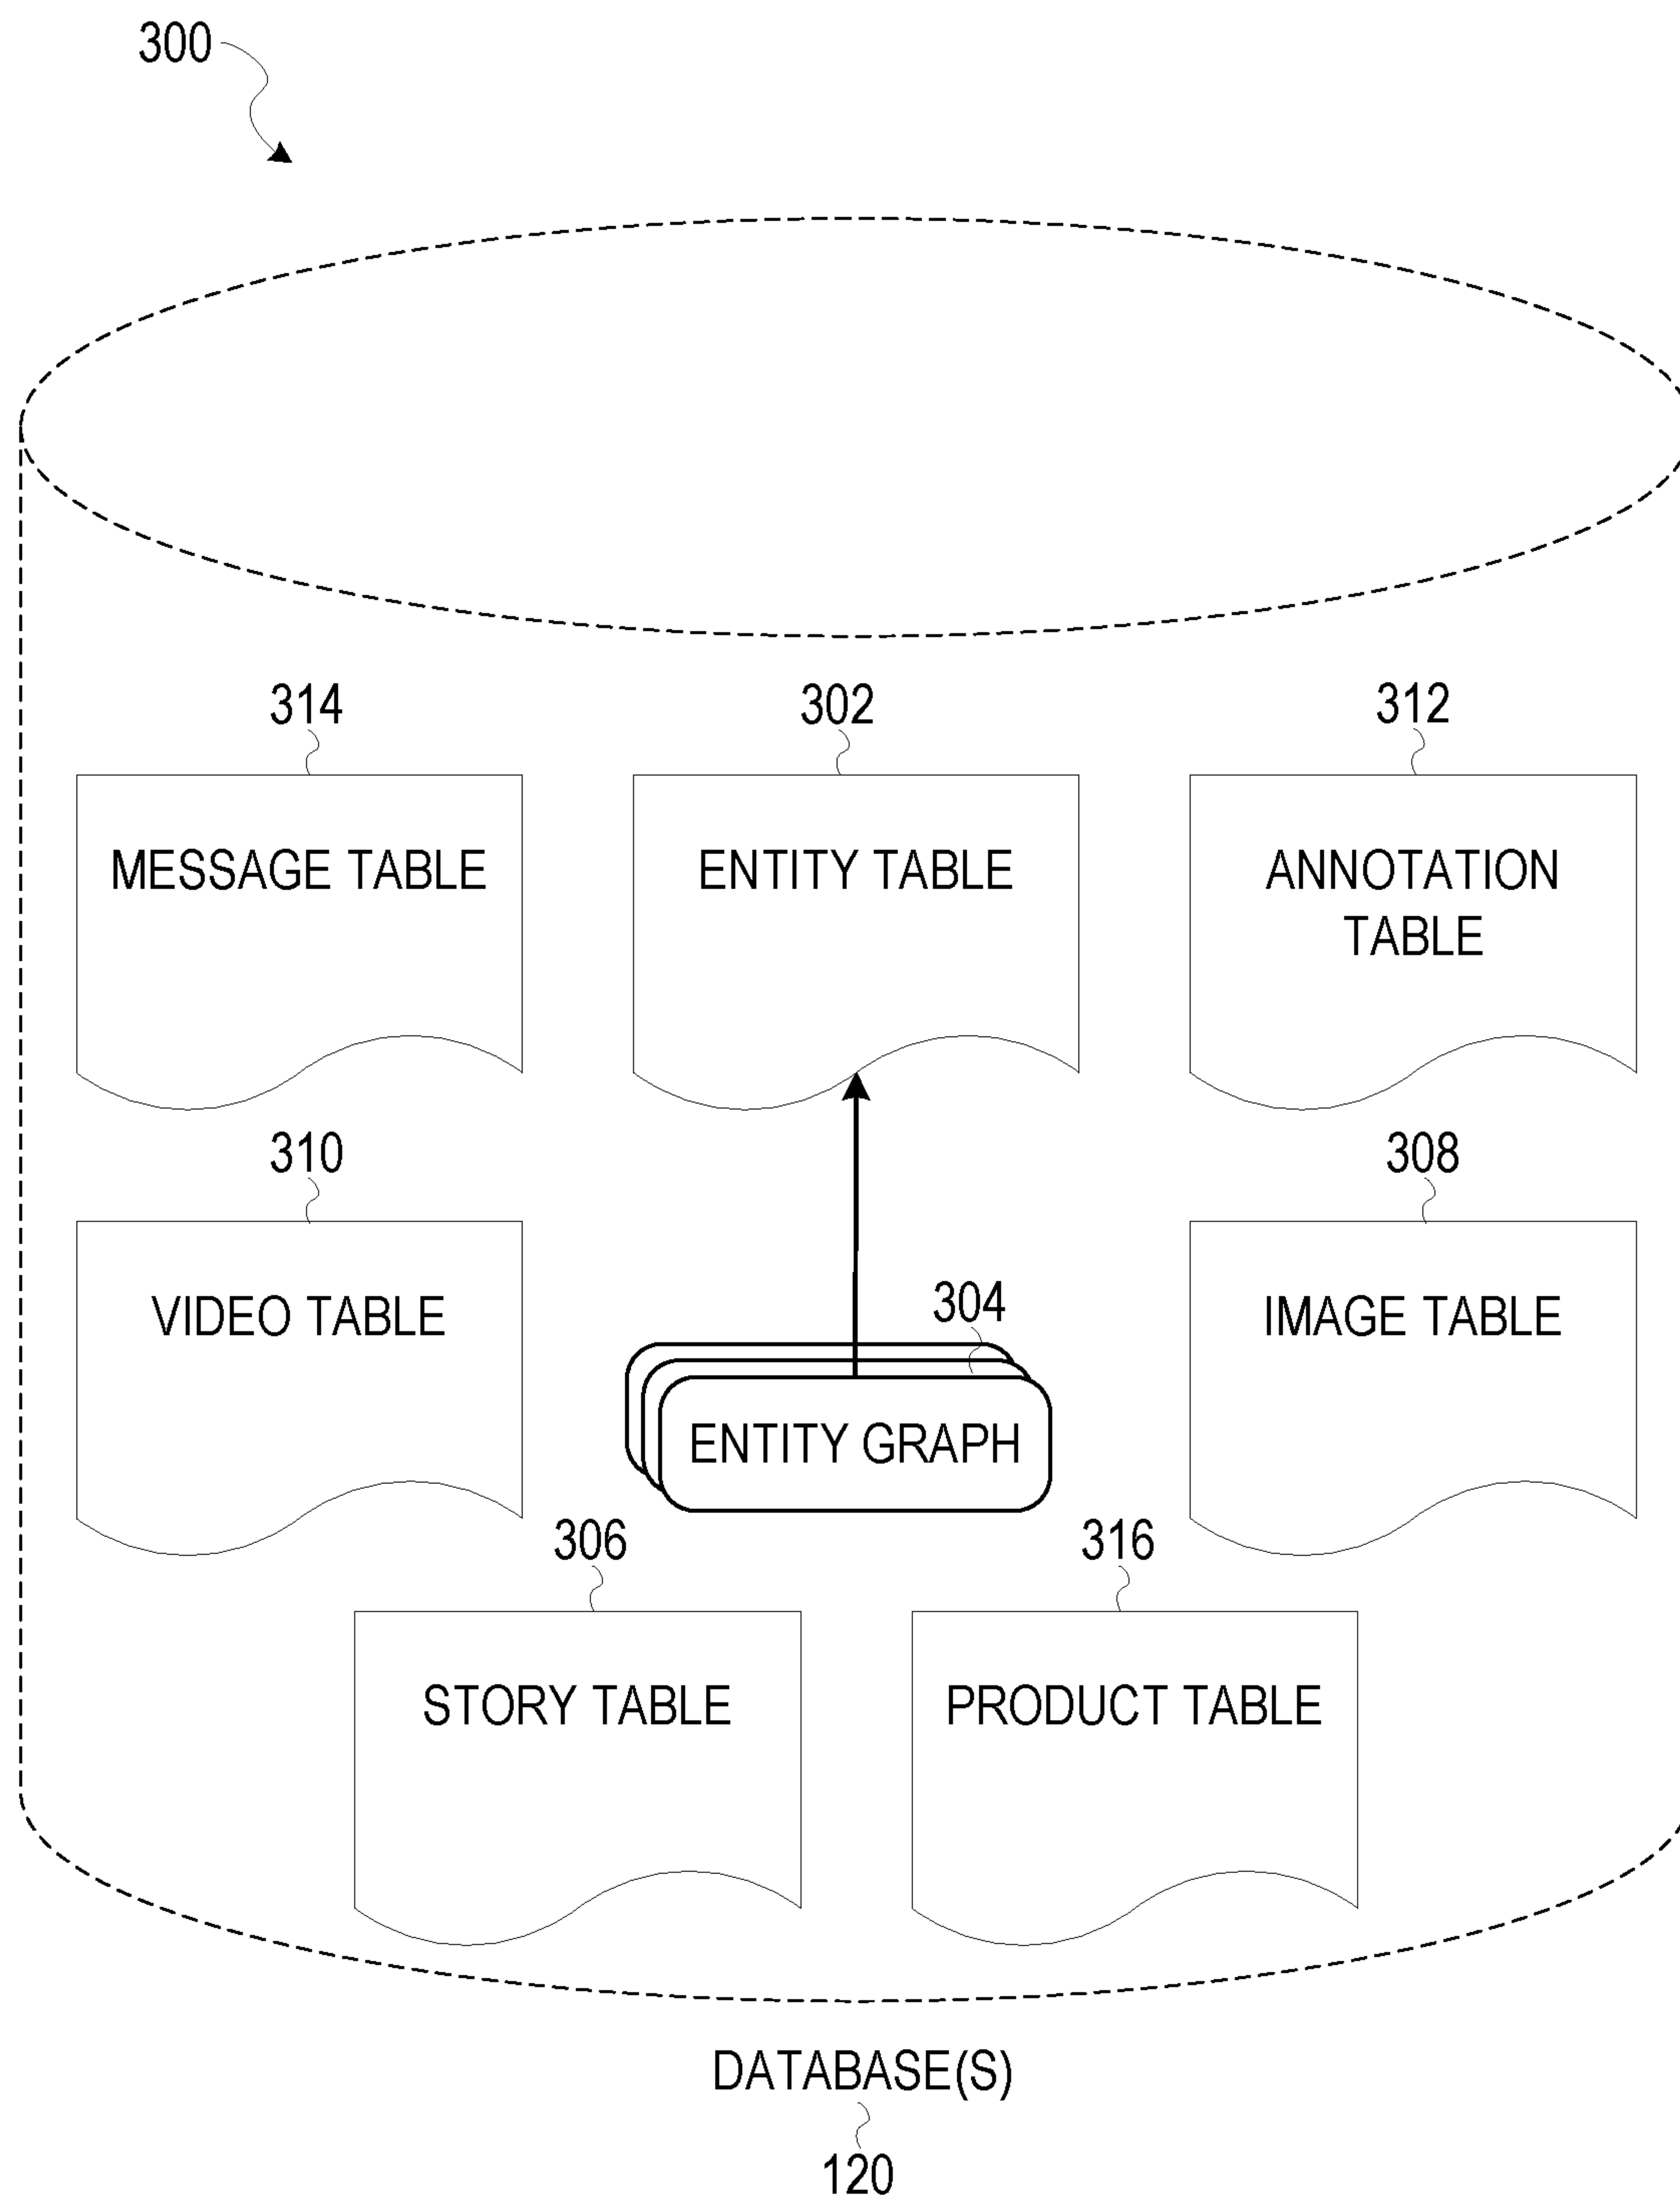 300
314
302
312
MESSAGE TABLE
ENTITY TABLE
ANNOTATION
TABLE
310
308
VIDEO TABLE
304
IMAGE TABLE
ENTITY GRAPH
306
316
STORY TABLE
PRODUCT TABLE
DATABASE(S)
120